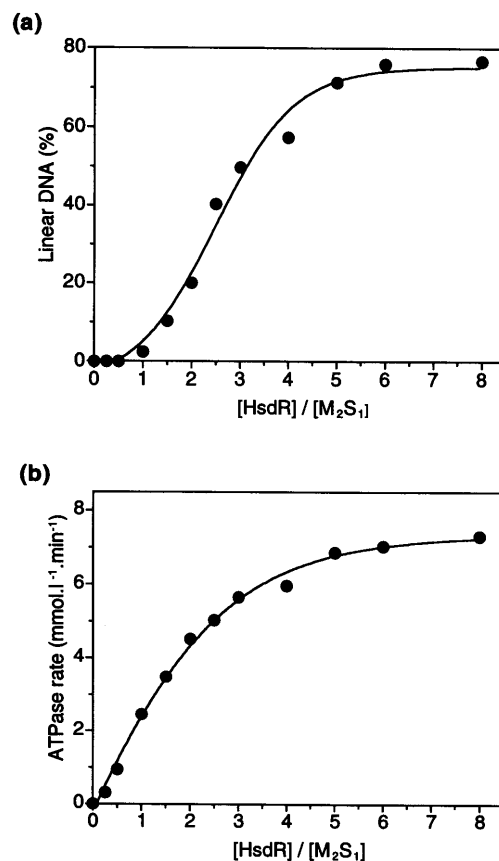 (a)
Linear DNA (%)
80
60
40
20
0
0 1 2 3 4 5 6 7 8
[HsdR] / [M₂S₁]
(b)
ATPase rate (mmol.l⁻¹.min⁻¹)
8
6
4
2
0
0 1 2 3 4 5 6 7 8
[HsdR] / [M₂S₁]